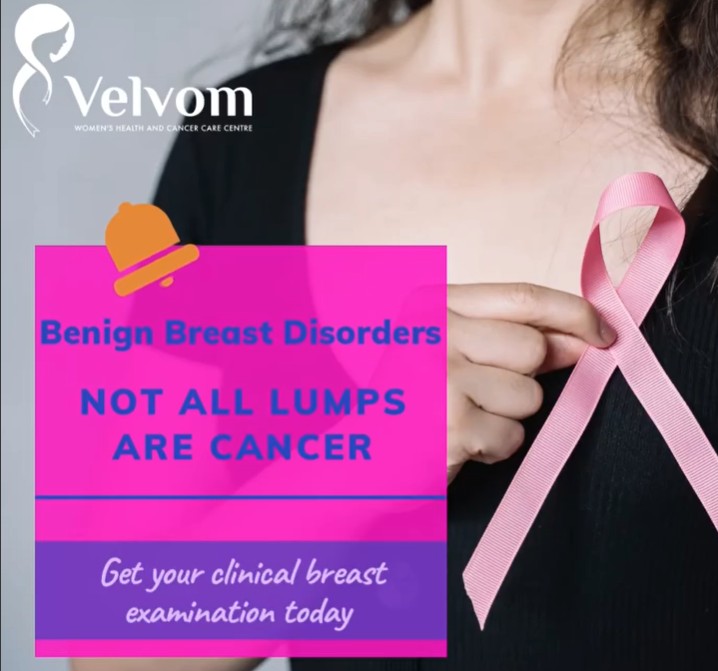 Velvom
WOMEN'S HEALTH AND CANCER CARE CENTRE
Benign Breast Disorders
NOT ALL LUMPS
ARE CANCER
Get your clinical breast
examination today